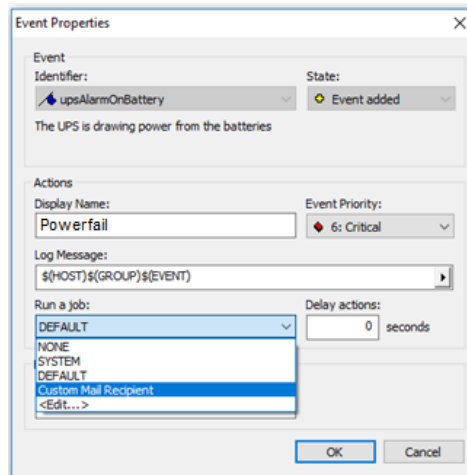 Event Properties
Event
Identifier:
State:
upsAlarmOnBattery
Event added
The UPS is drawing power from the batteries
Actions
Display Name:
Event Priority:
Powerfail
6: Critical
Log Message:
$(HOST)$(GROUP)$(EVENT)
Run a job:
Delay actions:
DEFAULT
0 seconds
NONE
SYSTEM
DEFAULT
Custom Mail Recipient
<Edit...>
OK
Cancel